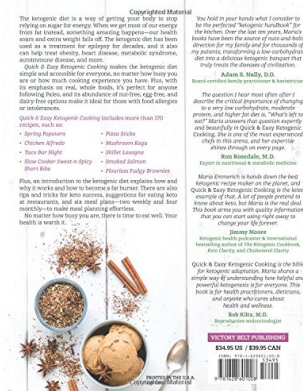 Copyrighted Material
The ketogenic diet is a way of getting your body to stop
relying on sugar for energy. When we get most of our energy
from fat instead, something amazing happens—our health
soars and extra weight falls off. The ketogenic diet has been
used as a treatment for epilepsy for decades, and it also
can help treat obesity, heart disease, metabolic syndrome,
autoimmune disease, and more.
Quick & Easy Ketogenic Cooking makes the ketogenic diet
simple and accessible for everyone, no matter how busy you
are or how much cooking experience you have. Plus, with
its emphasis on real, whole foods, it's perfect for anyone
following Paleo, and its abundance of nut-free, egg-free, and
dairy-free options make it ideal for those with food allergies
or intolerances.
Quick & Easy Ketogenic Cooking includes more than 170
recipes, such as:
• Spring Popovers
• Chicken Alfredo
• Taco Bar Night
• Slow Cooker Sweet-n-Spicy
Short Ribs
• Pizza Sticks
• Mushroom Ragu
• Skillet Lasagna
• Smoked Salmon
• Flourless Fudgy Brownies
Plus, an introduction to the ketogenic diet explains how and
why it works and how to become a fat burner. There are also
tips and tricks for keto success, suggestions for eating keto
at restaurants, and six meal plans—two weekly and four
monthly—to make meal planning effortless.
No matter how busy you are, there is time to eat well. Your
health is worth it.
You hold in your hands what I consider to
be the perfected "ketogenic handbook" for
the kitchen. Over the last few years, Maria's
books have been the source of nuts-and-bolts
direction for my family and for thousands of
my patients, transforming a low-carbohydrate
diet into a delicious ketogenic banquet that
truly treats the diseases of civilization.
Adam S. Nally, D.O.
Board-certified family practitioner & bariatrician
The question I hear most often after I
describe the critical importance of changing
to a very low carbohydrate, moderate
protein, and higher fat diet is, "What's left to
eat?" Maria answers that question expertly
and beautifully in Quick & Easy Ketogenic
Cooking. She is one of the most experienced
chefs in this arena, and her expertise
shines through on every page.
Ron Rosedale, MD
Expert in nutritional & metabolic medicine
Maria Emmerich is hands down the best
ketogenic recipe maker on the planet, and
Quick & Easy Ketogenic Cooking is the latest
example of that. A lot of people pretend to
know about keto, but Maria is the real deal.
This book arms you with quality information
that you can start using right away to
change your life forever.
Jimmy Moore
Ketogenic health podcaster & international
bestselling author of The Ketogenic Cookbook,
Keto Clarity, and Cholesterol Clarity
Quick & Easy Ketogenic Cooking is the bible
for ketogenic adaptation. Maria shares a
simple way of understanding how helpful and
powerful ketogenesis is for everyone. This
book is for health practitioners, dieticians,
and anyone who cares about
health and wellness.
Rob Kiltz, MD
Reproductive endocrinologist
VICTORY BELT PUBLISHING
$34.95 US / $39.95 CAN
PRINTED IN THE U.S.A.
Copyrighted Material